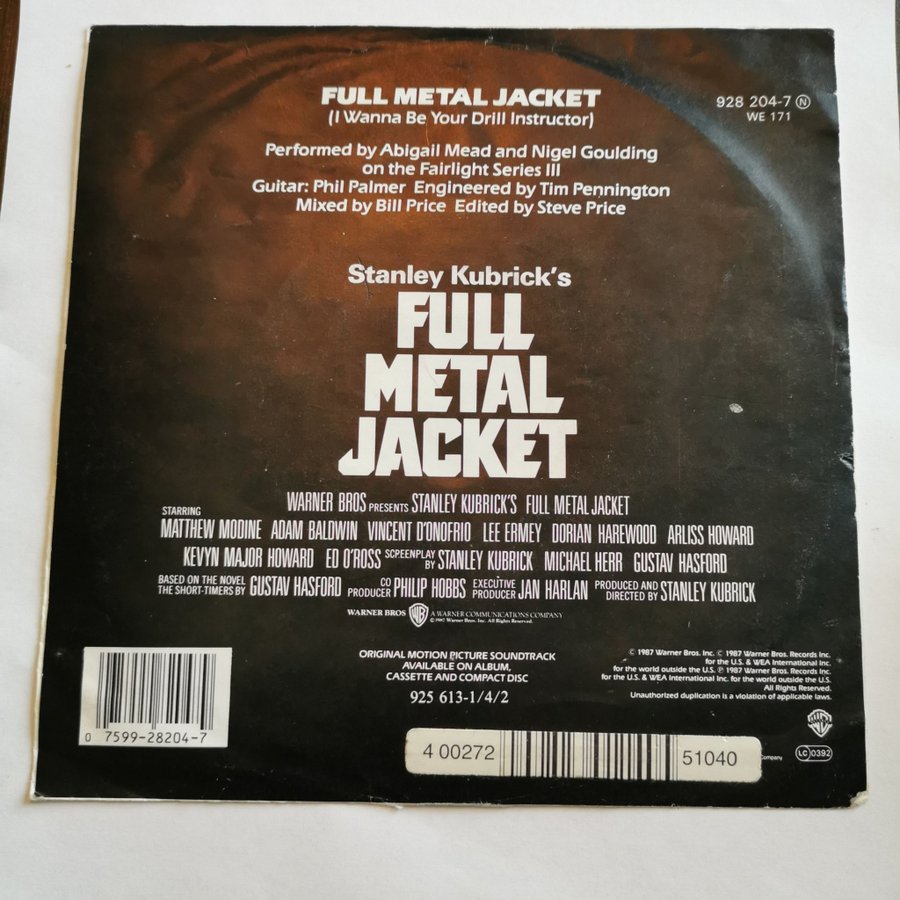 FULL METAL JACKET
(I Wanna Be Your Drill Instructor)
928 204-7 N
WE 171
Performed by Abigail Mead and Nigel Goulding
on the Fairlight Series III
Guitar: Phil Palmer Engineered by Tim Pennington
Mixed by Bill Price Edited by Steve Price
Stanley Kubrick's
FULL
METAL
JACKET
WARNER BROS PRESENTS STANLEY KUBRICK'S FULL METAL JACKET
STARRING
MATTHEW MODINE ADAM BALDWIN VINCENT D'ONOFRIO LEE ERMEY DORIAN HAREWOOD ARLISS HOWARD
KEVYN MAJOR HOWARD ED O'ROSS SCREENPLAY BY STANLEY KUBRICK MICHAEL HERR GUSTAV HASFORD
BASED ON THE NOVEL THE SHORT-TIMERS BY GUSTAV HASFORD CO PRODUCER PHILIP HOBBS EXECUTIVE PRODUCER JAN HARLAN PRODUCED AND DIRECTED BY STANLEY KUBRICK
WARNER BROS WB A WARNER COMMUNICATIONS COMPANY
© 1987 Warner Bros. Inc. All Rights Reserved.
ORIGINAL MOTION PICTURE SOUNDTRACK
AVAILABLE ON ALBUM,
CASSETTE AND COMPACT DISC
925 613-1/4/2
© 1987 Warner Bros. Inc. © 1987 Warner Bros. Records Inc.
for the U.S. & WEA International Inc.
for the world outside the U.S. ℗ 1987 Warner Bros. Records Inc.
for the U.S. & WEA International Inc. for the world outside the U.S.
All Rights Reserved.
Unauthorized duplication is a violation of applicable laws.
0 7599-28204-7
4 00272 51040
Company
LC 0392